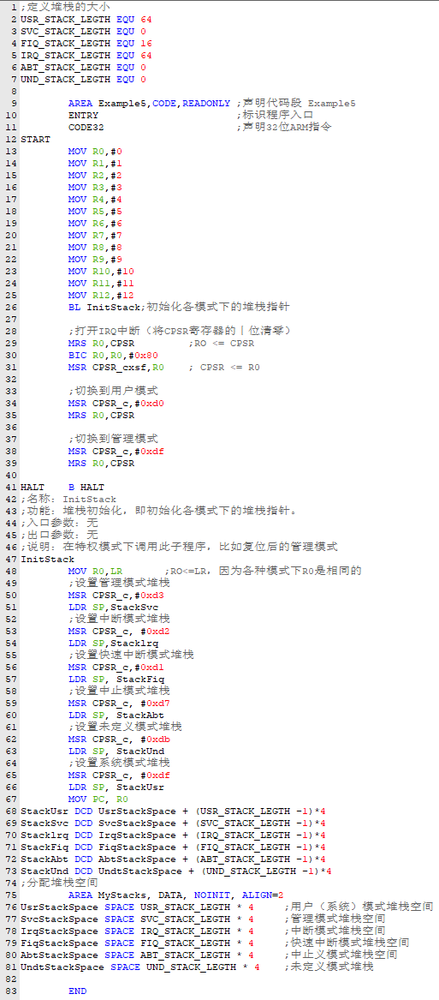 1 ;定义堆栈的大小
2 USR_STACK_LEGTH EQU 64
3 SVC_STACK_LEGTH EQU 0
4 FIQ_STACK_LEGTH EQU 16
5 IRQ_STACK_LEGTH EQU 64
6 ABT_STACK_LEGTH EQU 0
7 UND_STACK_LEGTH EQU 0
8
9 AREA Example5,CODE,READONLY ;声明代码段 Example5
10 ENTRY ;标识程序入口
11 CODE32 ;声明32位ARM指令
12 START
13 MOV R0,#0
14 MOV R1,#1
15 MOV R2,#2
16 MOV R3,#3
17 MOV R4,#4
18 MOV R5,#5
19 MOV R6,#6
20 MOV R7,#7
21 MOV R8,#8
22 MOV R9,#9
23 MOV R10,#10
24 MOV R11,#11
25 MOV R12,#12
26 BL InitStack;初始化各模式下的堆栈指针
27
28 ;打开IRQ中断（将CPSR寄存器的丨位清零）
29 MRS R0,CPSR ;RO <= CPSR
30 BIC R0,R0,#0x80
31 MSR CPSR_cxsf,R0 ; CPSR <= R0
32
33 ;切换到用户模式
34 MSR CPSR_c,#0xd0
35 MRS R0,CPSR
36
37 ;切换到管理模式
38 MSR CPSR_c,#0xdf
39 MRS R0,CPSR
40
41 HALT B HALT
42 ;名称：InitStack
43 ;功能：堆栈初始化，即初始化各模式下的堆栈指针。
44 ;入口参数：无
45 ;出口参数：无
46 ;说明：在特权模式下调用此子程序，比如复位后的管理模式
47 InitStack
48 MOV R0,LR ;RO<=LR，因为各种模式下R0是相同的
49 ;设置管理模式堆栈
50 MSR CPSR_c,#0xd3
51 LDR SP,StackSvc
52 ;设置中断模式堆栈
53 MSR CPSR_c, #0xd2
54 LDR SP,Stacklrq
55 ;设置快速中断模式堆栈
56 MSR CPSR_c,#0xd1
57 LDR SP, StackFiq
58 ;设置中止模式堆栈
59 MSR CPSR_c, #0xd7
60 LDR SP, StackAbt
61 ;设置未定义模式堆栈
62 MSR CPSR_c, #0xdb
63 LDR SP, StackUnd
64 ;设置系统模式堆栈
65 MSR CPSR_c, #0xdf
66 LDR SP, StackUsr
67 MOV PC, R0
68 StackUsr DCD UsrStackSpace + (USR_STACK_LEGTH -1)*4
69 StackSvc DCD SvcStackSpace + (SVC_STACK_LEGTH -1)*4
70 Stacklrq DCD IrqStackSpace + (IRQ_STACK_LEGTH -1)*4
71 StackFiq DCD FiqStackSpace + (FIQ_STACK_LEGTH -1)*4
72 StackAbt DCD AbtStackSpace + (ABT_STACK_LEGTH -1)*4
73 StackUnd DCD UndtStackSpace + (UND_STACK_LEGTH -1)*4
74 ;分配堆栈空间
75 AREA MyStacks, DATA, NOINIT, ALIGN=2
76 UsrStackSpace SPACE USR_STACK_LEGTH * 4 ;用户（系统）模式堆栈空间
77 SvcStackSpace SPACE SVC_STACK_LEGTH * 4 ;管理模式堆栈空间
78 IrqStackSpace SPACE IRQ_STACK_LEGTH * 4 ;中断模式堆栈空间
79 FiqStackSpace SPACE FIQ_STACK_LEGTH * 4 ;快速中断模式堆栈空间
80 AbtStackSpace SPACE ABT_STACK_LEGTH * 4 ;中止义模式堆栈空间
81 UndtStackSpace SPACE UND_STACK_LEGTH * 4 ;未定义模式堆栈
82
83 END